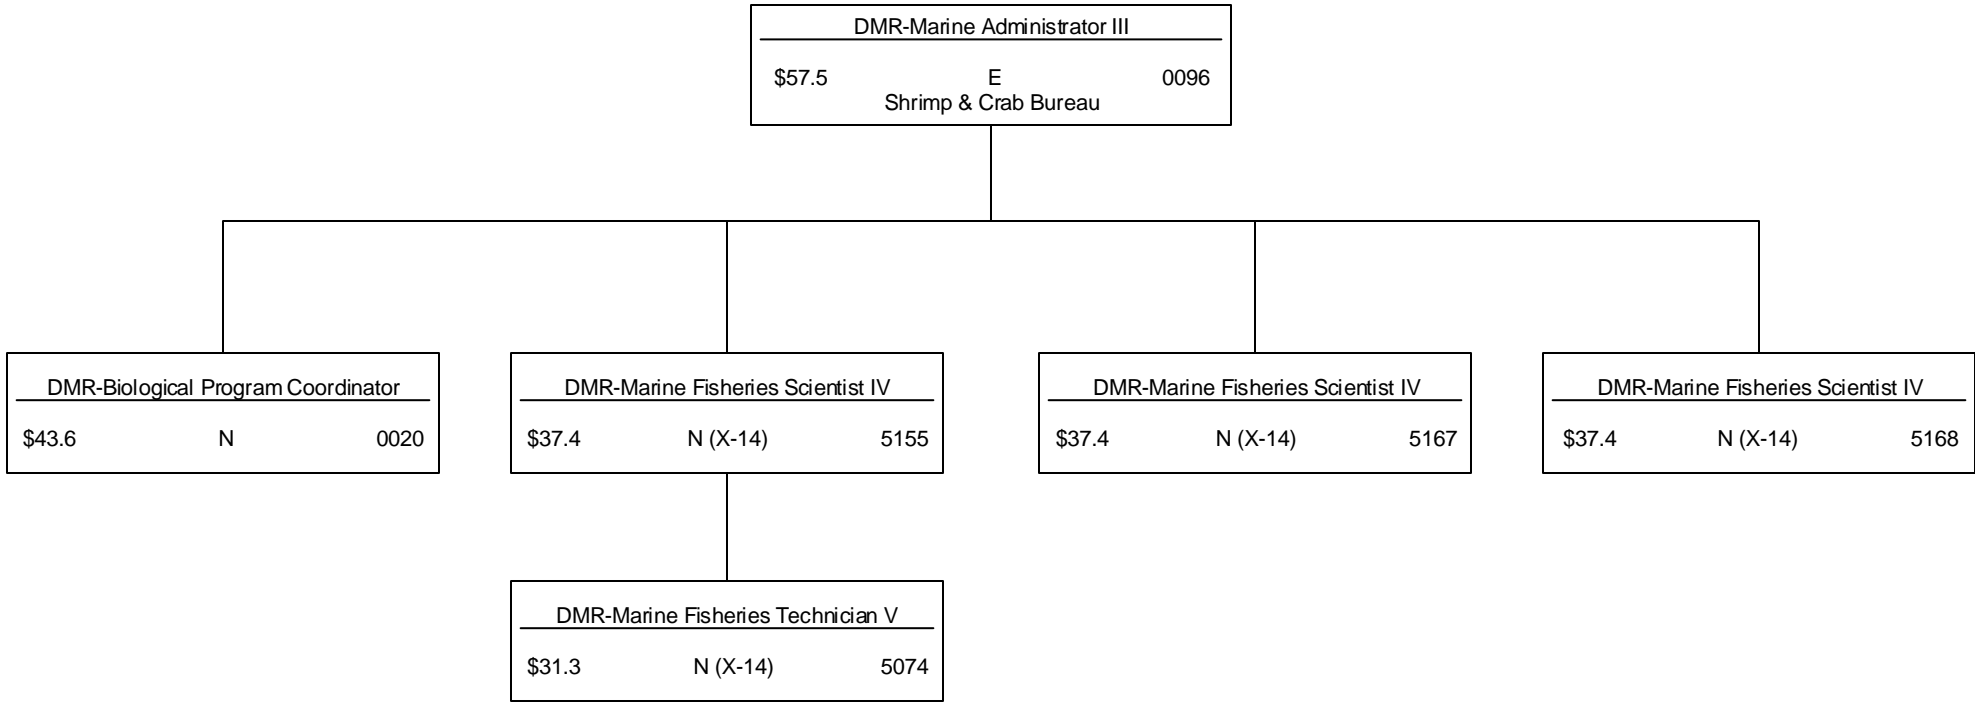 DMR-Marine Administrator III
$57.5 E 0096
Shrimp & Crab Bureau
DMR-Biological Program Coordinator
$43.6 N 0020
DMR-Marine Fisheries Scientist IV
$37.4 N (X-14) 5155
DMR-Marine Fisheries Scientist IV
$37.4 N (X-14) 5167
DMR-Marine Fisheries Scientist IV
$37.4 N (X-14) 5168
DMR-Marine Fisheries Technician V
$31.3 N (X-14) 5074